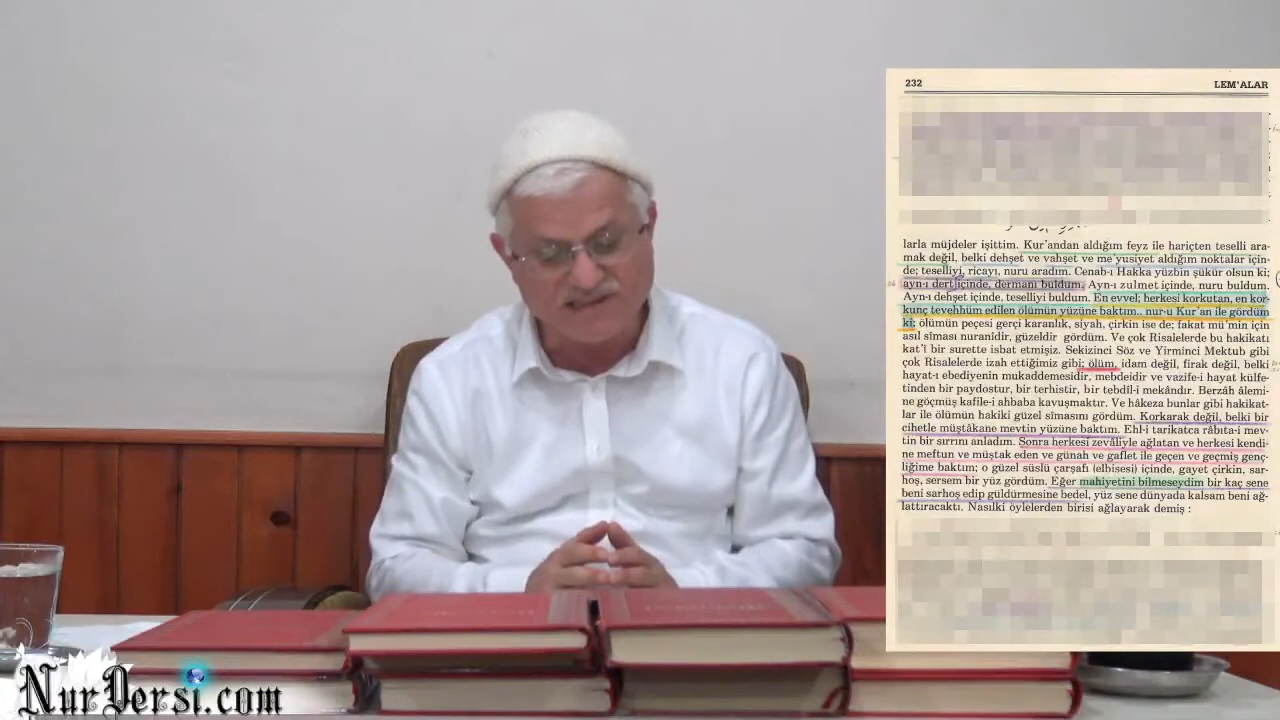 232 LEM'ALAR
larla müjdeler işittim. Kur'andan aldığım feyz ile hariçten teselli ara-
mak değil, belki dehşet ve vahşet ve me'yusiyet aldığım noktalar için-
de; teselliyi, ricayı, nuru aradım. Cenab-ı Hakka yüzbin şükür olsun ki;
ayn-ı dert içinde, dermanı buldum. Ayn-ı zulmet içinde, nuru buldum.
Ayn-ı dehşet içinde, teselliyi buldum. En evvel; herkesi korkutan, en kor-
kunç tevehhüm edilen ölümün yüzüne baktım.. nur-u Kur'an ile gördüm
ki; ölümün peçesi gerçi karanlık, siyah, çirkin ise de; fakat mü'min için
asıl sîması nuranidir, güzeldir gördüm. Ve çok Risalelerde bu hakikatı
kat'î bir surette isbat etmişiz. Sekizinci Söz ve Yirminci Mektub gibi
çok Risalelerde izah ettiğimiz gibi; ölüm idam değil, firak değil, belki
hayat-ı ebediyenin mukaddemesidir, mebdeidir ve vazife-i hayat külfe-
tinden bir paydostur, bir terhistir, bir tebdîl-i mekândır. Berzâh âlemi-
ne göçmüş kafile-i ahbaba kavuşmaktır. Ve hâkeza bunlar gibi hakikat-
lar ile ölümün hakiki güzel sîmasını gördüm. Korkarak değil, belki bir
cihetle müştâkane mevtin yüzüne baktım. Ehl-i tarikatca râbıta-i mev-
tin bir sırrını anladım. Sonra herkesi zevâliyle ağlatan ve herkesi kendi-
ne meftun ve müştak eden ve günah ve gaflet ile geçen ve geçmiş genç-
liğime baktım; o güzel süslü çarşafı (elbisesi) içinde, gayet çirkin, sar-
hoş, sersem bir yüz gördüm. Eğer mahiyetini bilmeseydim bir kaç sene
beni sarhoş edip güldürmesine bedel, yüz sene dünyada kalsam beni ağ-
lattıracaktı. Nasılki öylelerden birisi ağlayarak demiş :
NurDersi.com